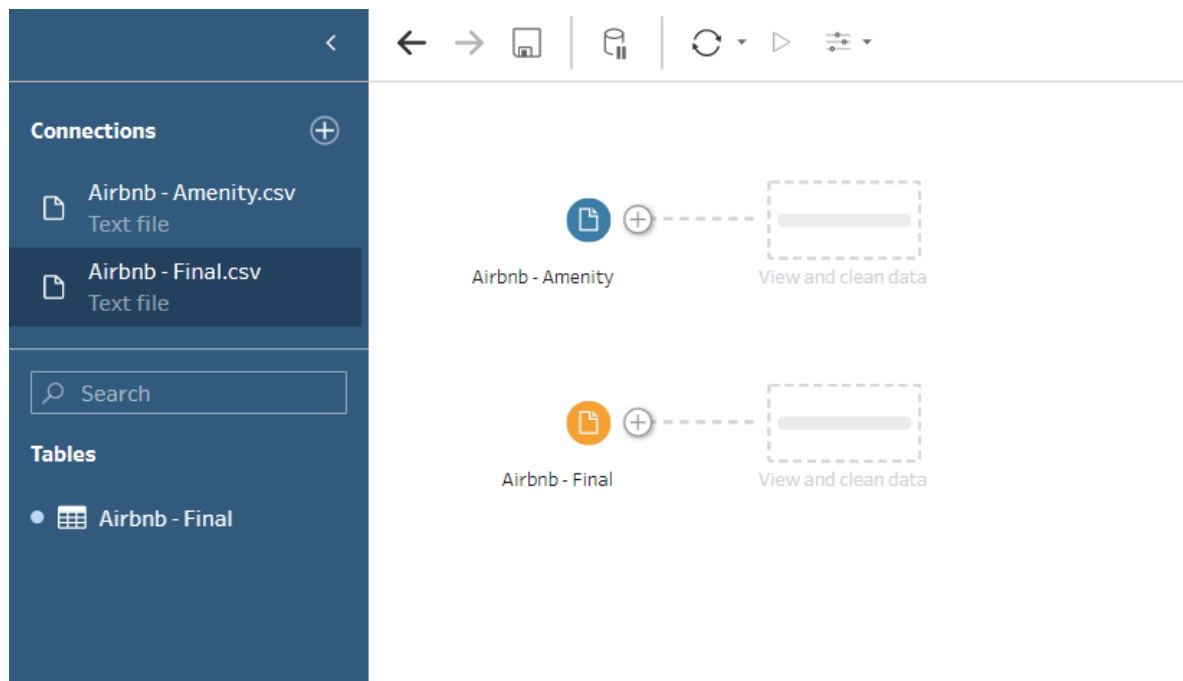 Connections
Airbnb - Amenity.csv
Text file
Airbnb - Final.csv
Text file
Search
Tables
Airbnb - Final
Airbnb - Amenity
View and clean data
Airbnb - Final
View and clean data